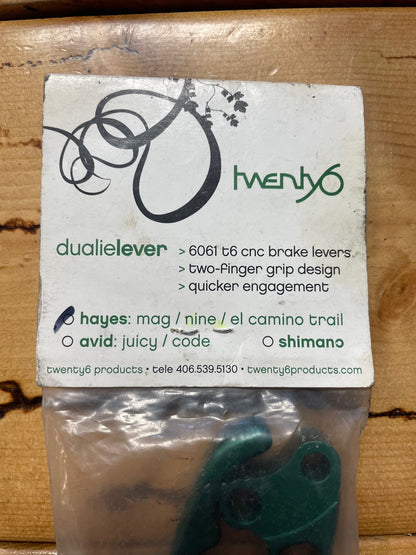 twenty6
dualielever > 6061 t6 cnc brake levers
> two-finger grip design
> quicker engagement
hayes: mag / nine / el camino trail
avid: juicy / code shimano
twenty6 products • tele 406.539.5130 • twenty6products.com